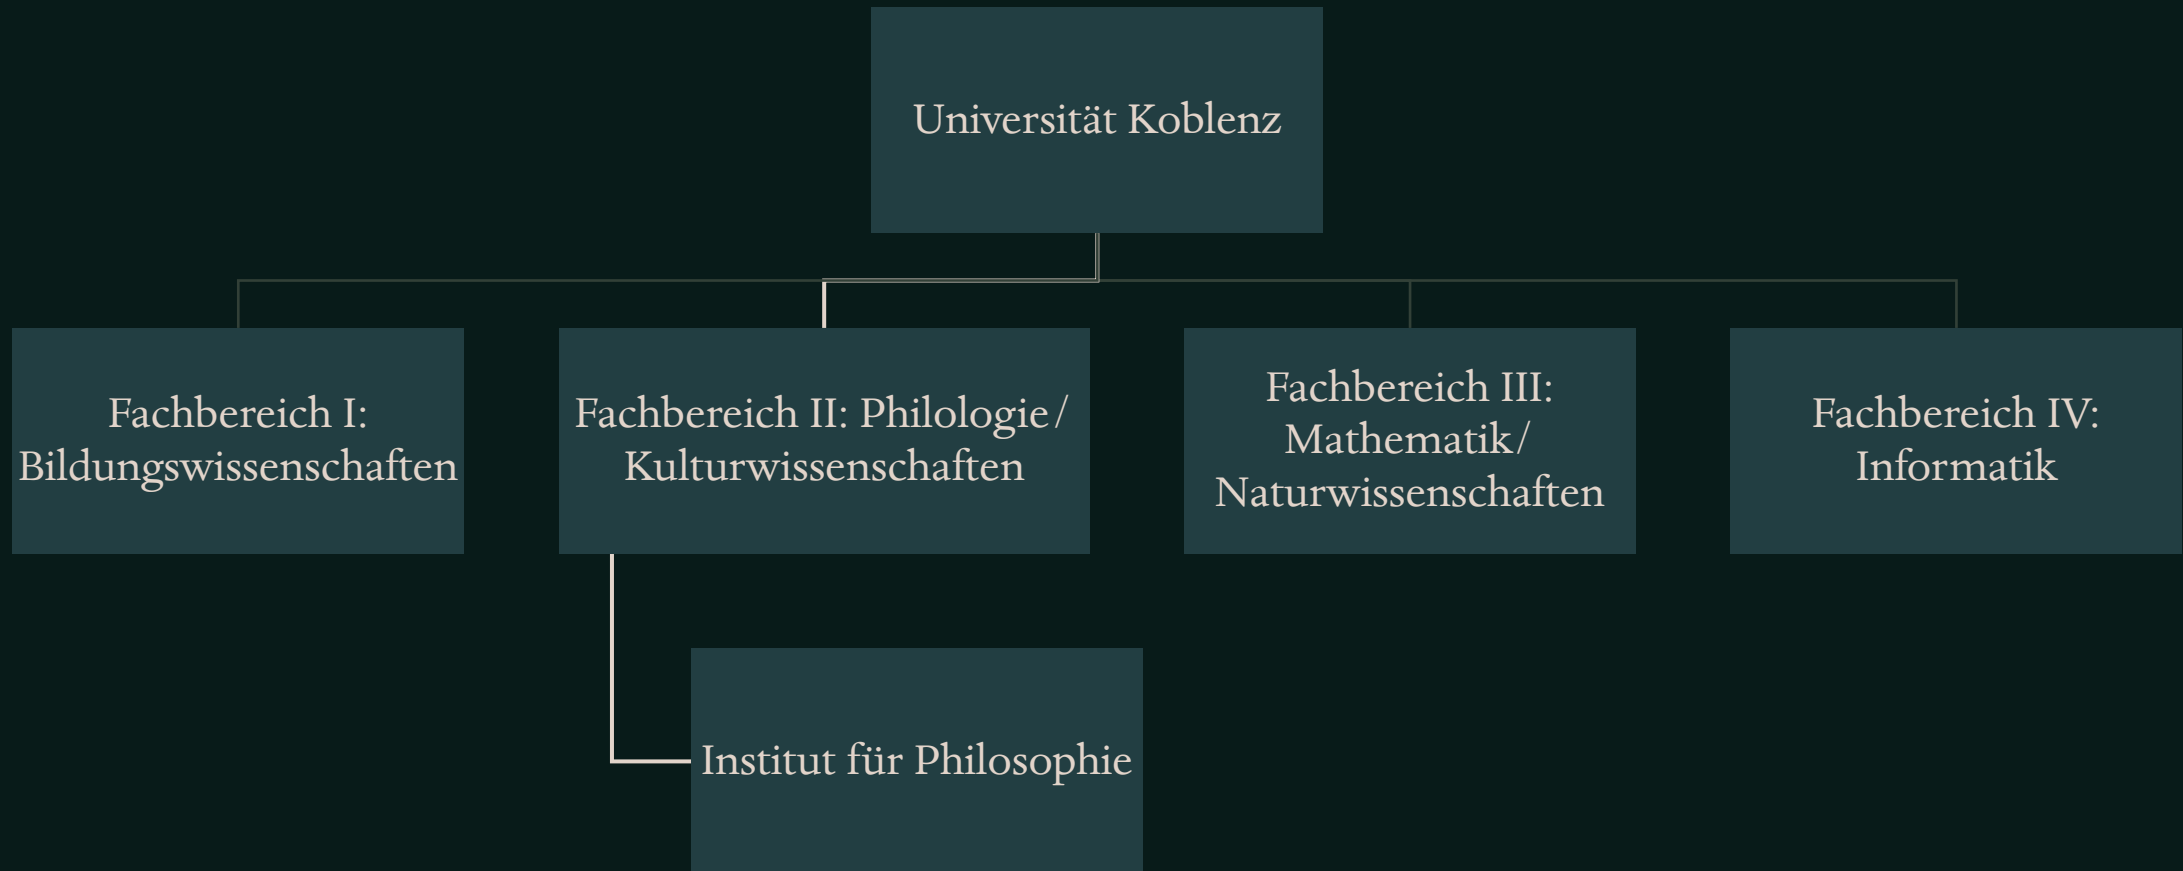 Universität Koblenz
Fachbereich I:
Bildungswissenschaften
Fachbereich II: Philologie/
Kulturwissenschaften
Fachbereich III:
Mathematik/
Naturwissenschaften
Fachbereich IV:
Informatik
Institut für Philosophie